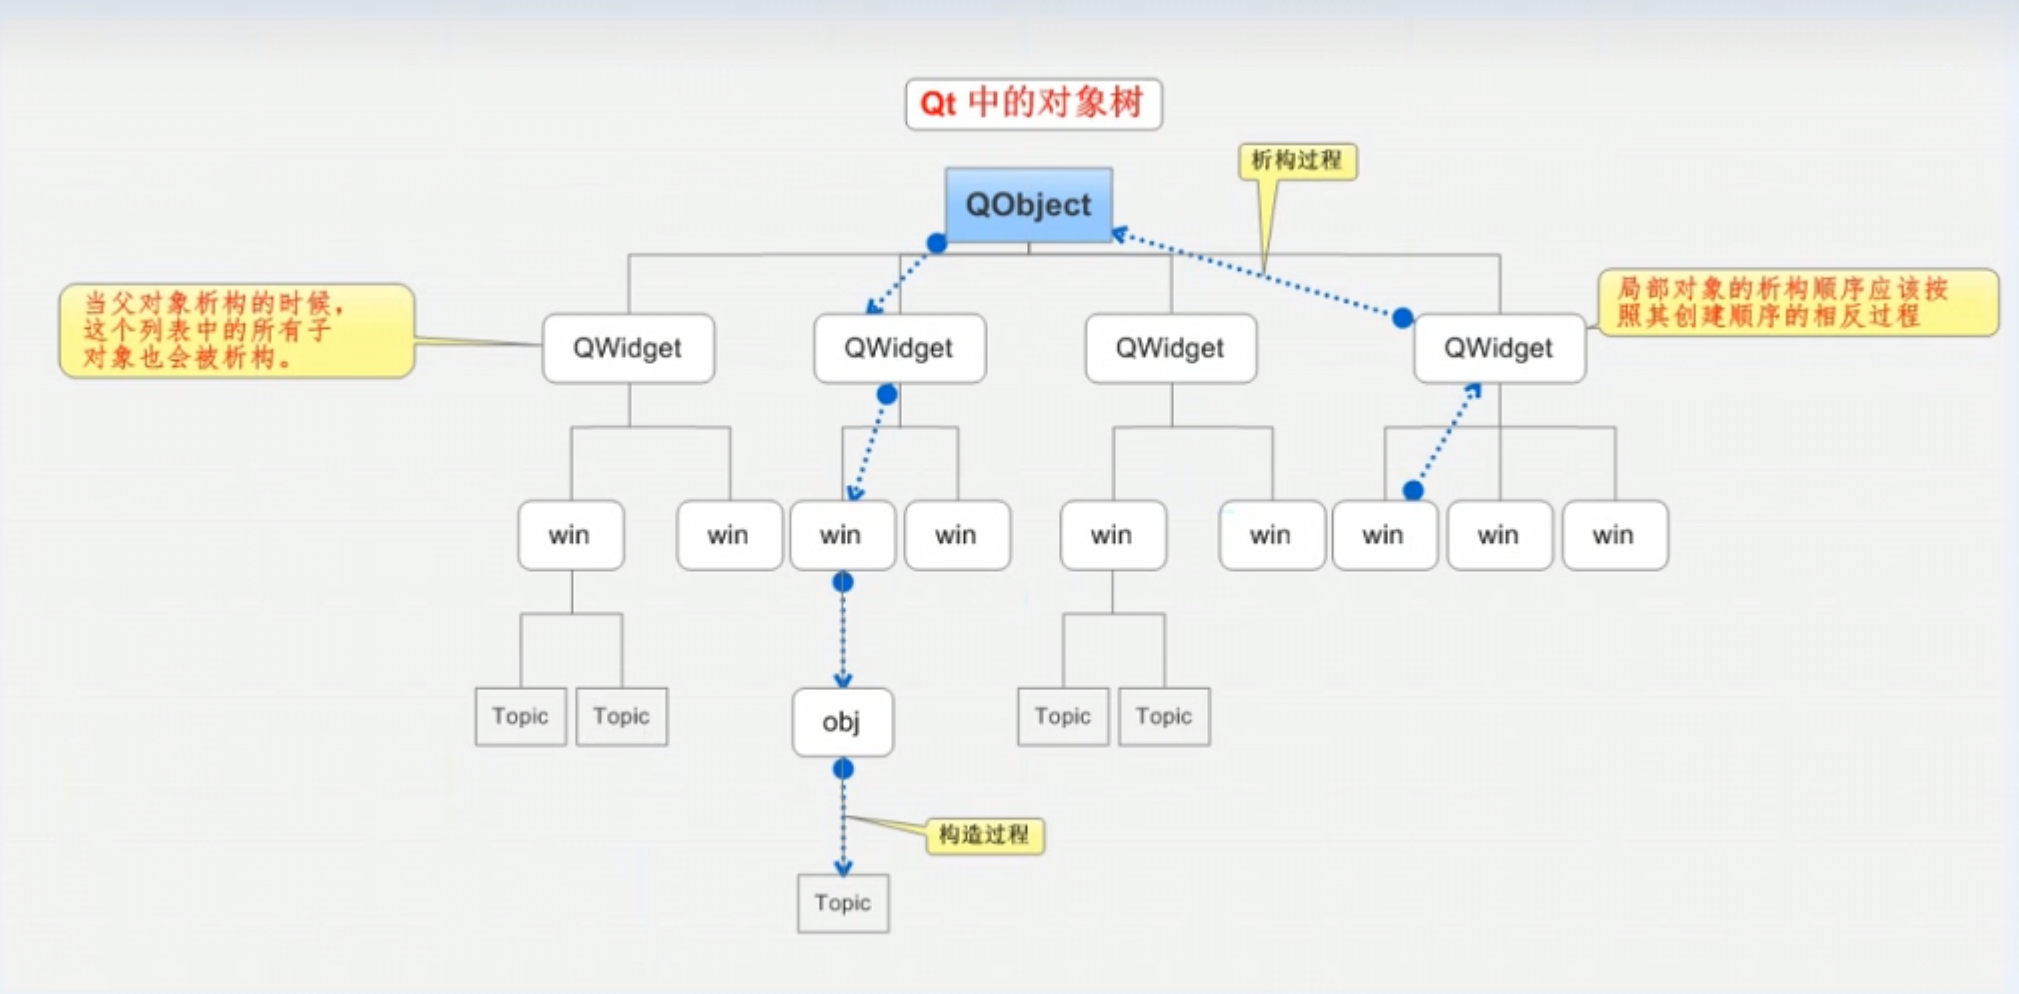 Qt 中的对象树
析构过程
QObject
当父对象析构的时候，
这个列表中的所有子
对象也会被析构。
局部对象的析构顺序应该按
照其创建顺序的相反过程
QWidget
QWidget
QWidget
QWidget
win
win
win
win
win
win
win
win
win
Topic
Topic
obj
Topic
Topic
构造过程
Topic